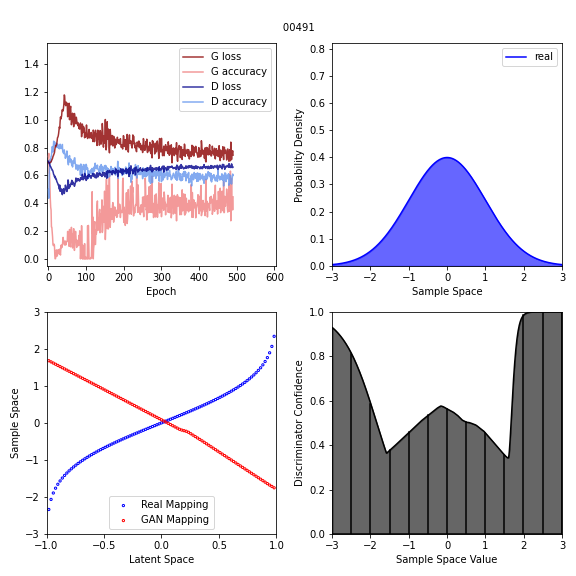 00491
1.4
1.2
1.0
0.8
0.6
0.4
0.2
0.0
0 100 200 300 400 500 600
Epoch
G loss
G accuracy
D loss
D accuracy
Probability Density
0.8
0.7
0.6
0.5
0.4
0.3
0.2
0.1
0.0
−3 −2 −1 0 1 2 3
Sample Space
real
Sample Space
3
2
1
0
−1
−2
−3
−1.0 −0.5 0.0 0.5 1.0
Latent Space
Real Mapping
GAN Mapping
Discriminator Confidence
1.0
0.8
0.6
0.4
0.2
0.0
−3 −2 −1 0 1 2 3
Sample Space Value